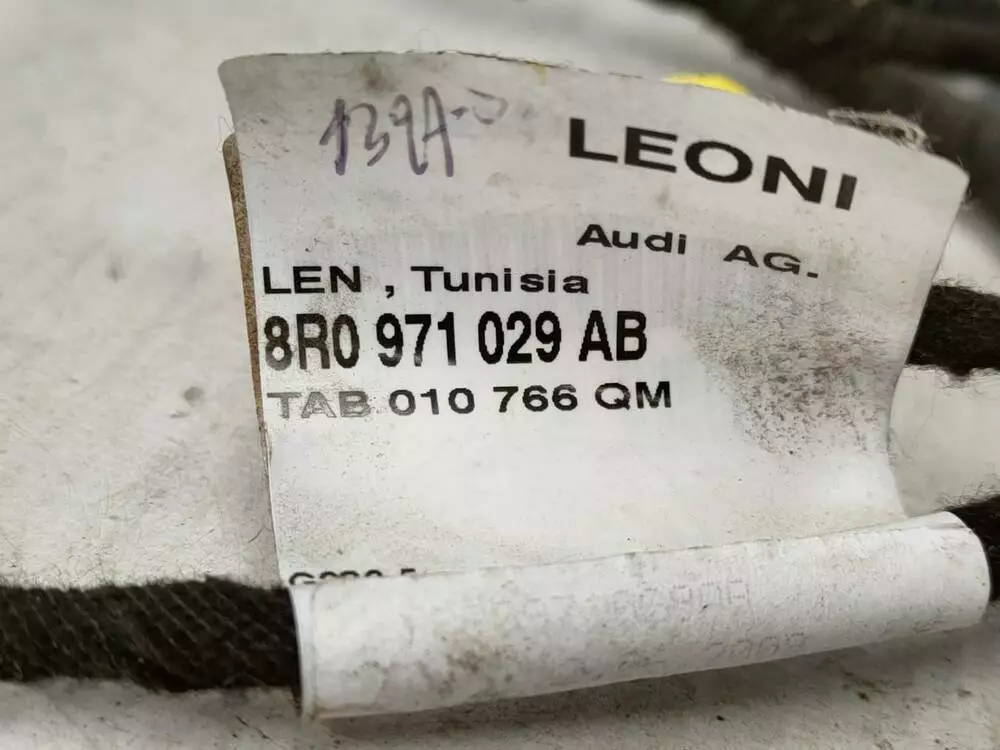 LEONI
Audi AG.
LEN , Tunisia
8R0 971 029 AB
TAB 010 766 QM